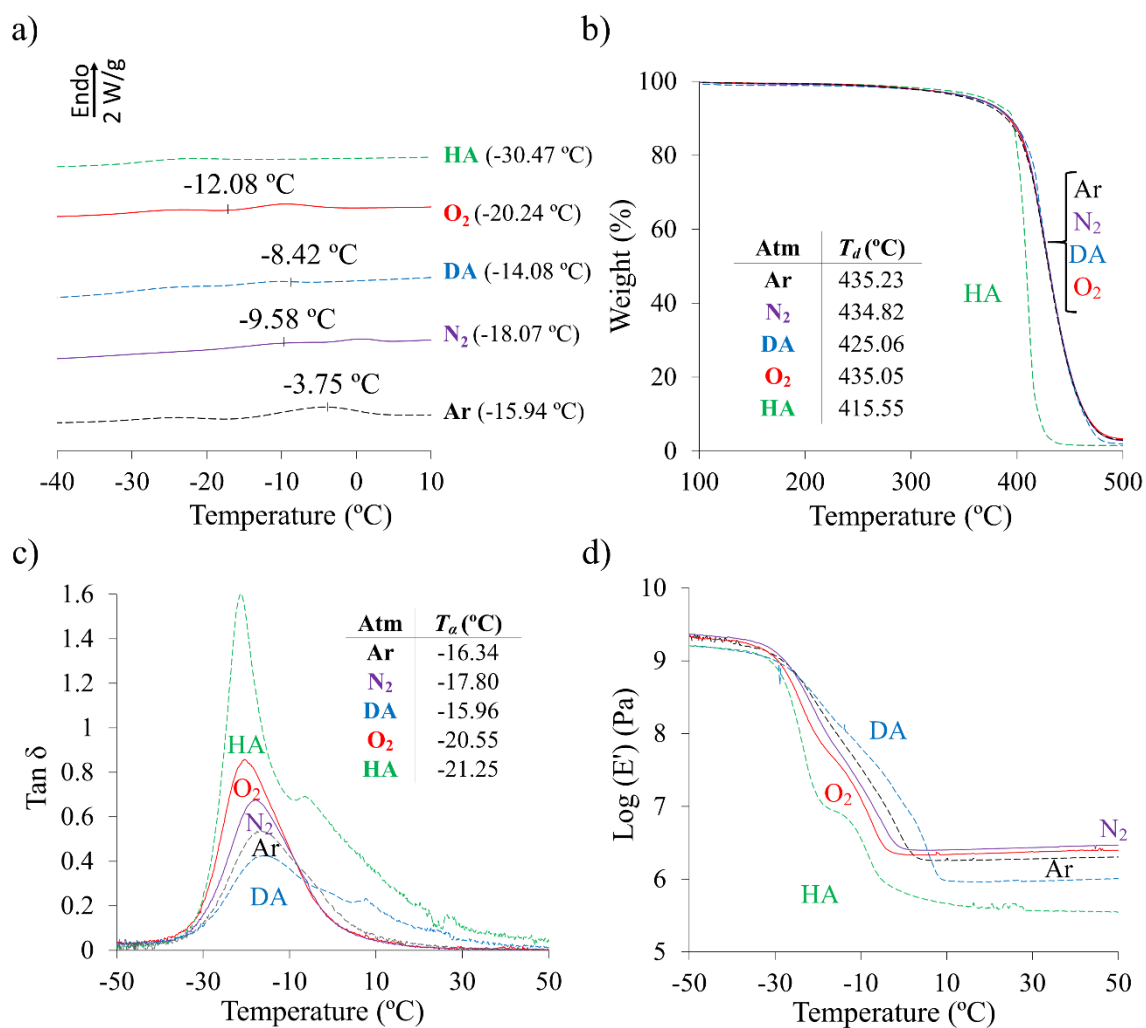 a)
Endo
2 W/g
HA (-30.47 ºC)
-12.08 ºC
O2 (-20.24 ºC)
-8.42 ºC
DA (-14.08 ºC)
-9.58 ºC
N2 (-18.07 ºC)
-3.75 ºC
Ar (-15.94 ºC)
-40 -30 -20 -10 0 10
Temperature (ºC)
b)
Weight (%)
100
80
60
40
20
0
Atm Td (ºC)
Ar 435.23
N2 434.82
DA 425.06
O2 435.05
HA 415.55
HA
Ar
N2
DA
O2
100 200 300 400 500
Temperature (ºC)
c)
Tan δ
1.6
1.4
1.2
1
0.8
0.6
0.4
0.2
0
Atm Tα (ºC)
Ar -16.34
N2 -17.80
DA -15.96
O2 -20.55
HA -21.25
HA
O2
N2
Ar
DA
-50 -30 -10 10 30 50
Temperature (ºC)
d)
Log (E') (Pa)
10
9
8
7
6
5
DA
O2
N2
Ar
HA
-50 -30 -10 10 30 50
Temperature (ºC)